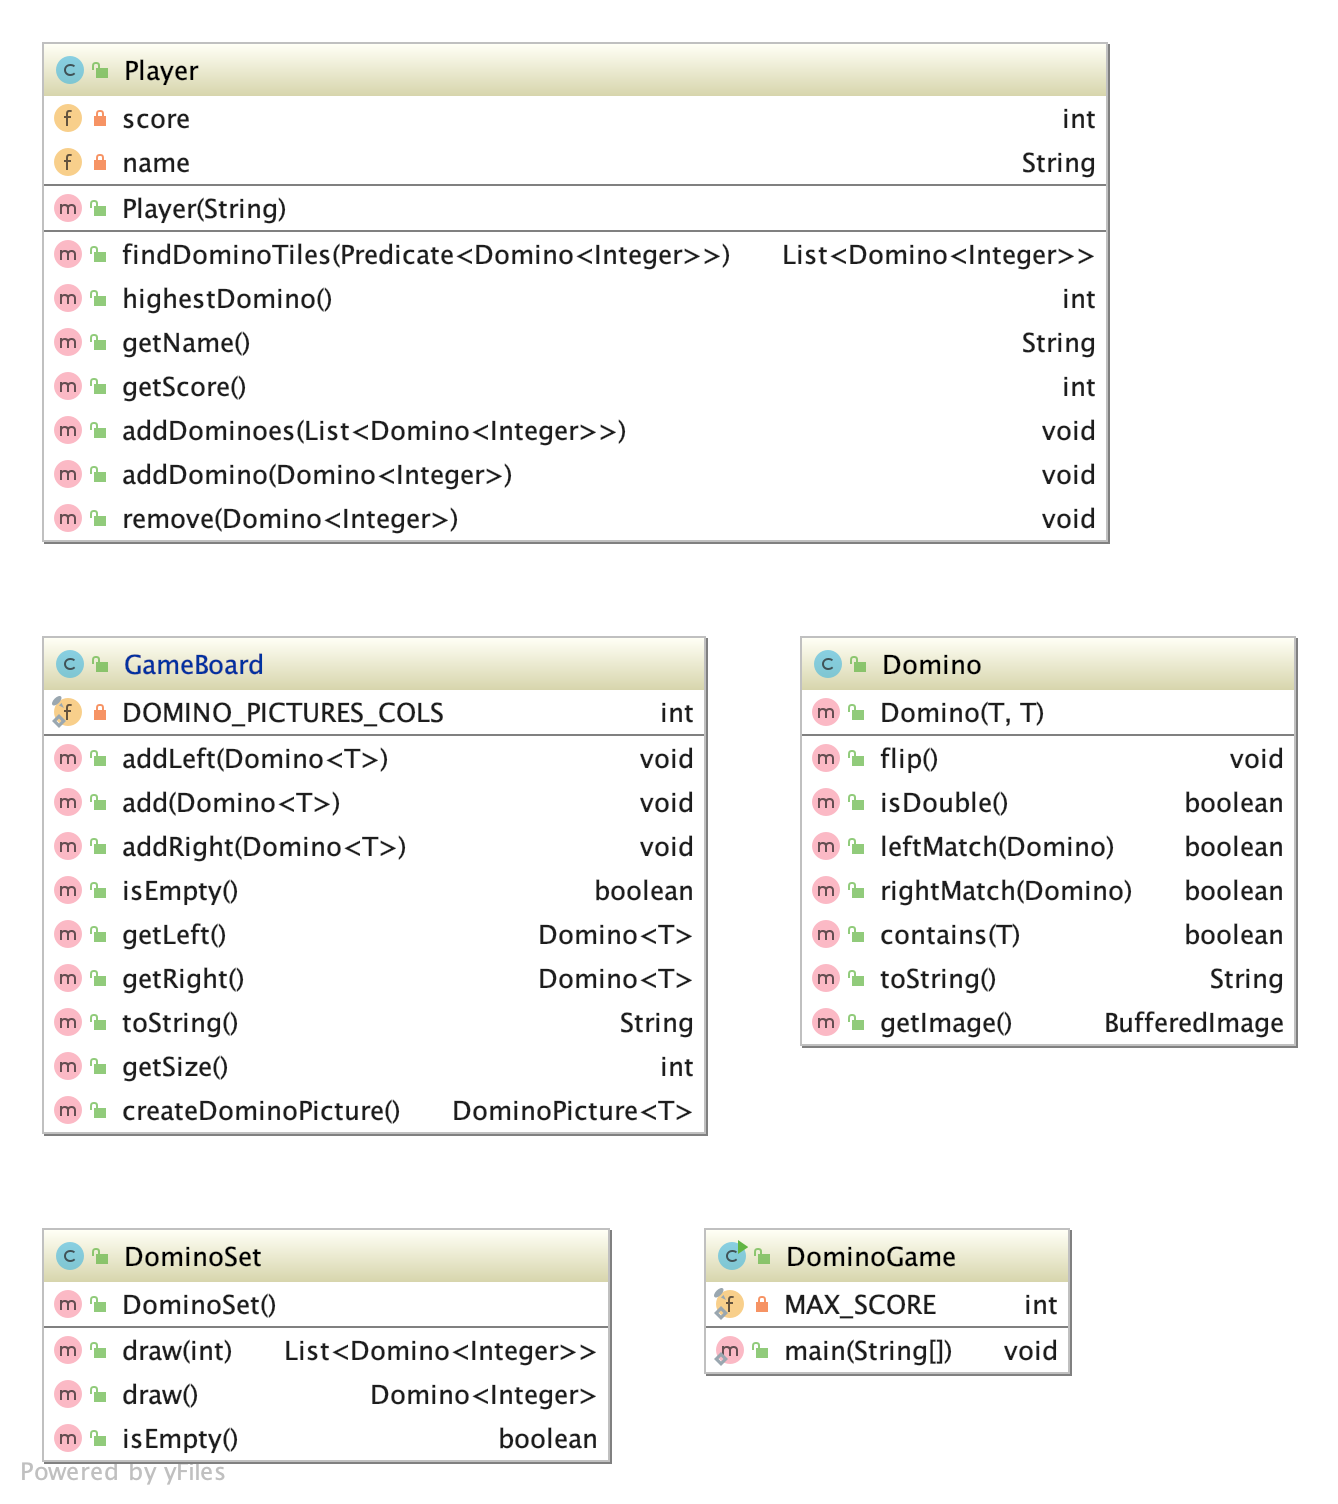 Player
score int
name String
Player(String)
findDominoTiles(Predicate<Domino<Integer>>) List<Domino<Integer>>
highestDomino() int
getName() String
getScore() int
addDominoes(List<Domino<Integer>>) void
addDomino(Domino<Integer>) void
remove(Domino<Integer>) void
GameBoard
DOMINO_PICTURES_COLS int
addLeft(Domino<T>) void
add(Domino<T>) void
addRight(Domino<T>) void
isEmpty() boolean
getLeft() Domino<T>
getRight() Domino<T>
toString() String
getSize() int
createDominoPicture() DominoPicture<T>
Domino
Domino(T, T)
flip() void
isDouble() boolean
leftMatch(Domino) boolean
rightMatch(Domino) boolean
contains(T) boolean
toString() String
getImage() BufferedImage
DominoSet
DominoSet()
draw(int) List<Domino<Integer>>
draw() Domino<Integer>
isEmpty() boolean
DominoGame
MAX_SCORE int
main(String[]) void
Powered by yFiles